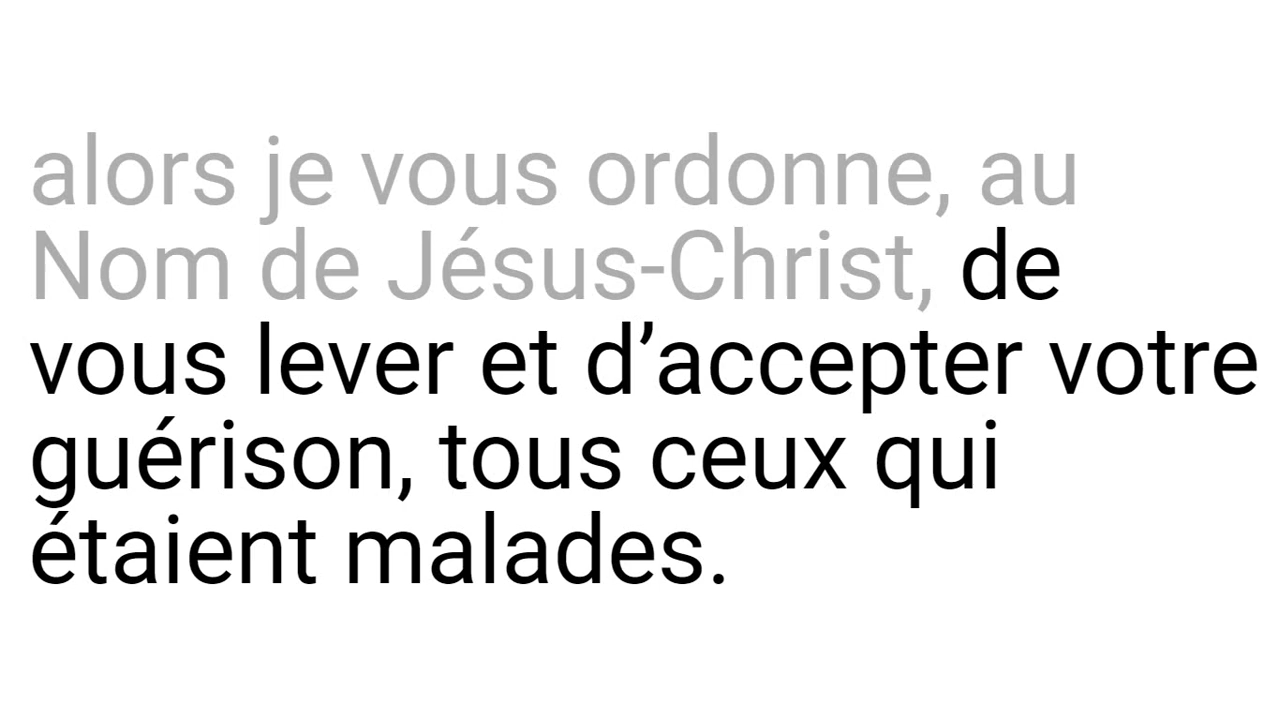 alors je vous ordonne, au
Nom de Jésus-Christ, de
vous lever et d’accepter votre
guérison, tous ceux qui
étaient malades.